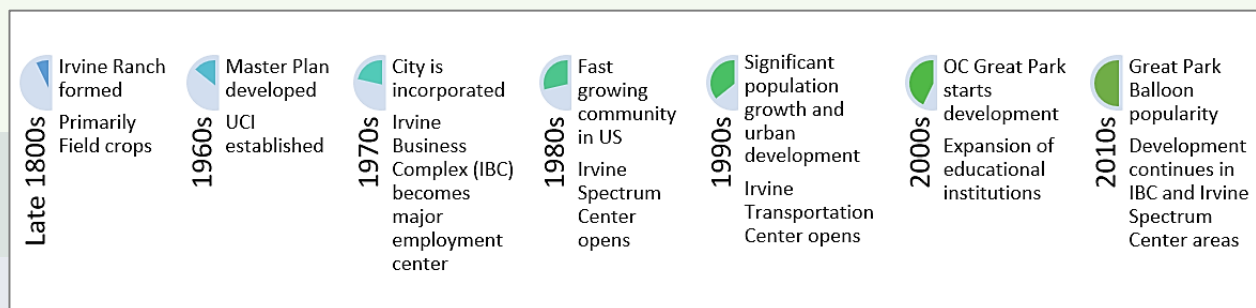 Late 1800s
Irvine Ranch
formed
Primarily
Field crops
1960s
Master Plan
developed
UCI
established
1970s
City is
incorporated
Irvine
Business
Complex (IBC)
becomes
major
employment
center
1980s
Fast
growing
community
in US
Irvine
Spectrum
Center
opens
1990s
Significant
population
growth and
urban
development
Irvine
Transportation
Center opens
2000s
OC Great Park
starts
development
Expansion of
educational
institutions
2010s
Great Park
Balloon
popularity
Development
continues in
IBC and Irvine
Spectrum
Center areas